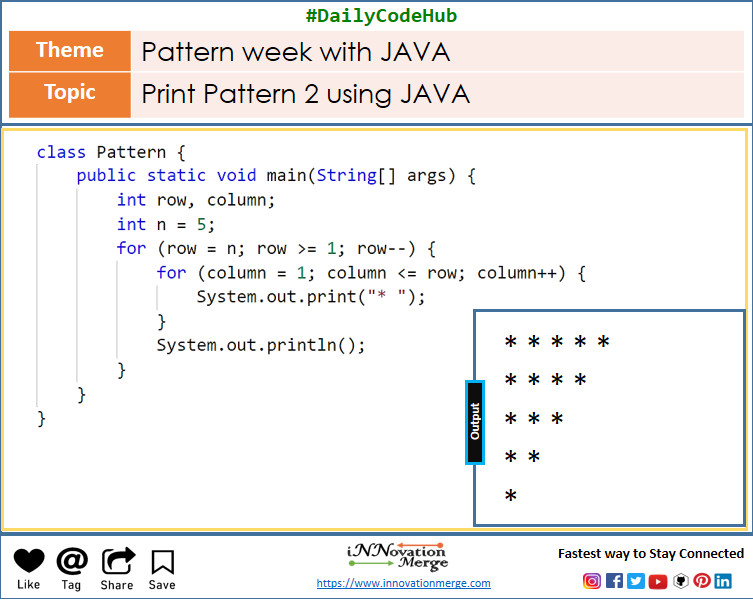 #DailyCodeHub
Theme
Pattern week with JAVA
Topic
Print Pattern 2 using JAVA
class Pattern {
public static void main(String[] args) {
int row, column;
int n = 5;
for (row = n; row >= 1; row--) {
for (column = 1; column <= row; column++) {
System.out.print("* ");
}
System.out.println();
}
}
}
Output
* * * * *
* * * *
* * *
* *
*
Like
Tag
Share
Save
iNNovation
Merge
https://www.innovationmerge.com
Fastest way to Stay Connected